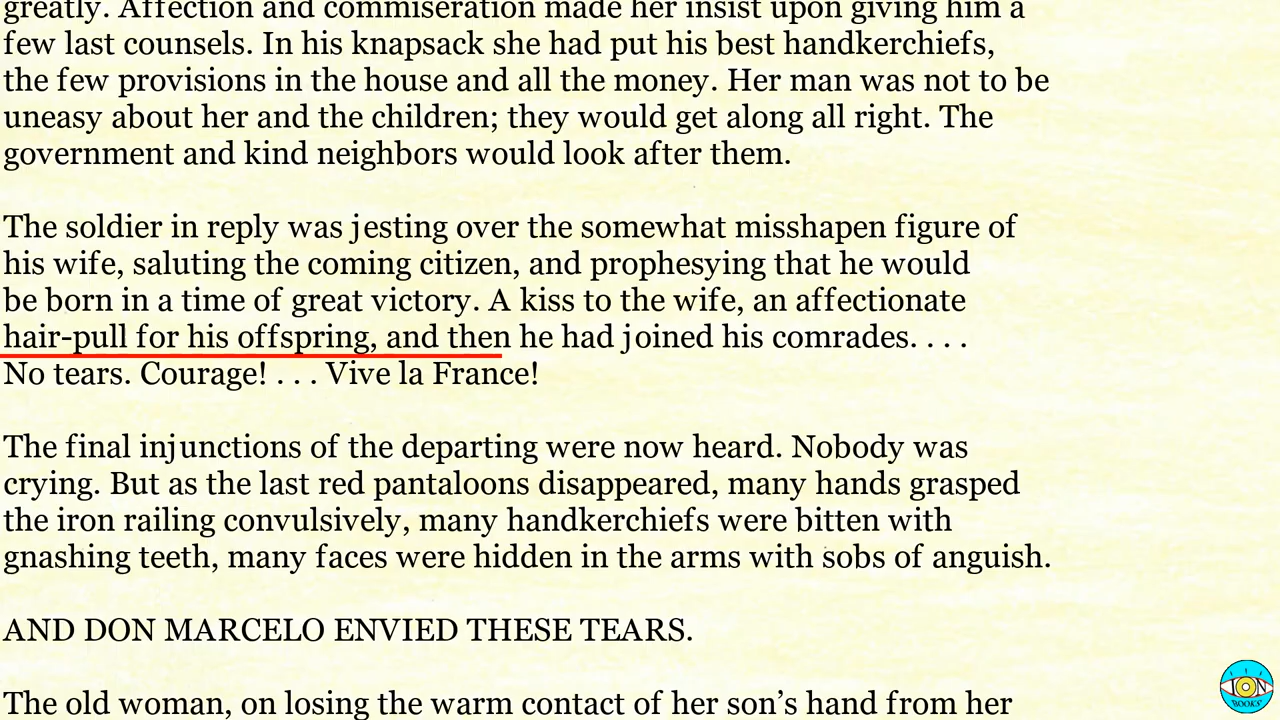 greatly. Affection and commiseration made her insist upon giving him a
few last counsels. In his knapsack she had put his best handkerchiefs,
the few provisions in the house and all the money. Her man was not to be
uneasy about her and the children; they would get along all right. The
government and kind neighbors would look after them.
The soldier in reply was jesting over the somewhat misshapen figure of
his wife, saluting the coming citizen, and prophesying that he would
be born in a time of great victory. A kiss to the wife, an affectionate
hair-pull for his offspring, and then he had joined his comrades. . . .
No tears. Courage! . . . Vive la France!
The final injunctions of the departing were now heard. Nobody was
crying. But as the last red pantaloons disappeared, many hands grasped
the iron railing convulsively, many handkerchiefs were bitten with
gnashing teeth, many faces were hidden in the arms with sobs of anguish.
AND DON MARCELO ENVIED THESE TEARS.
The old woman, on losing the warm contact of her son’s hand from her
ION
BOOKS